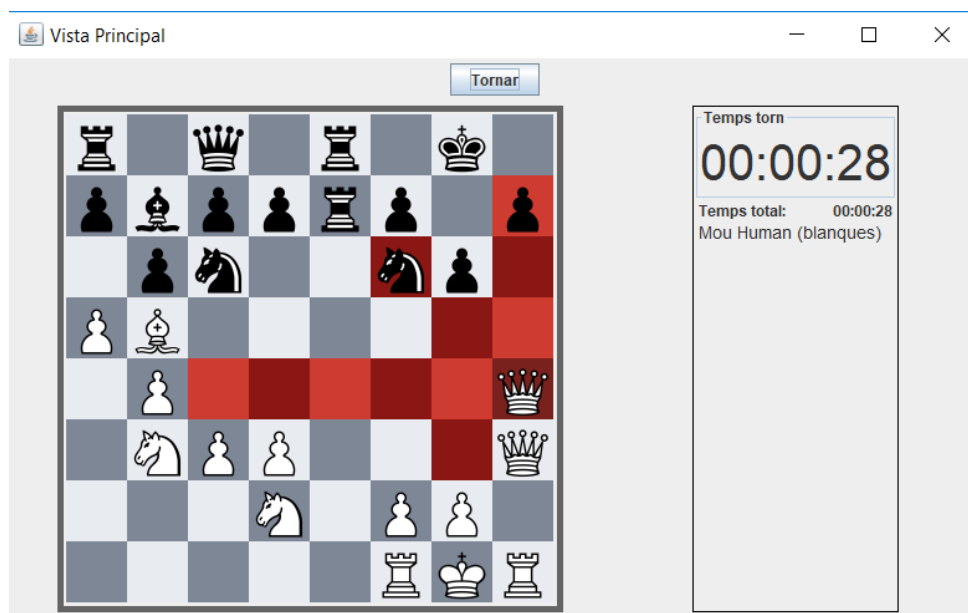 Vista Principal
Tornar
Temps torn
00:00:28
Temps total: 00:00:28
Mou Human (blanques)